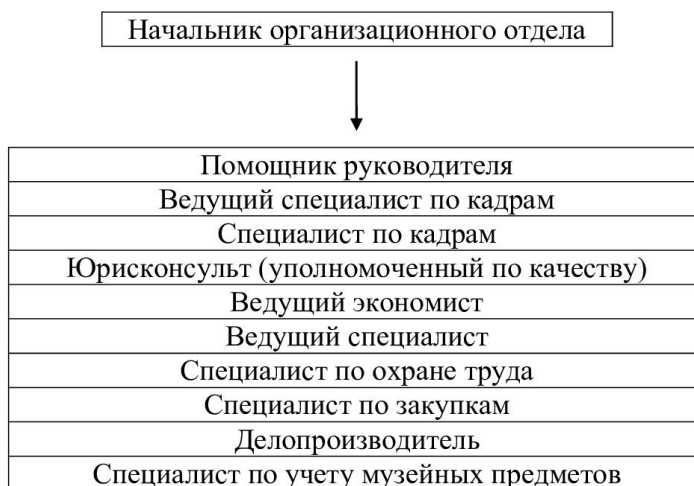 Начальник организационного отдела
Помощник руководителя
Ведущий специалист по кадрам
Специалист по кадрам
Юрисконсульт (уполномоченный по качеству)
Ведущий экономист
Ведущий специалист
Специалист по охране труда
Специалист по закупкам
Делопроизводитель
Специалист по учету музейных предметов